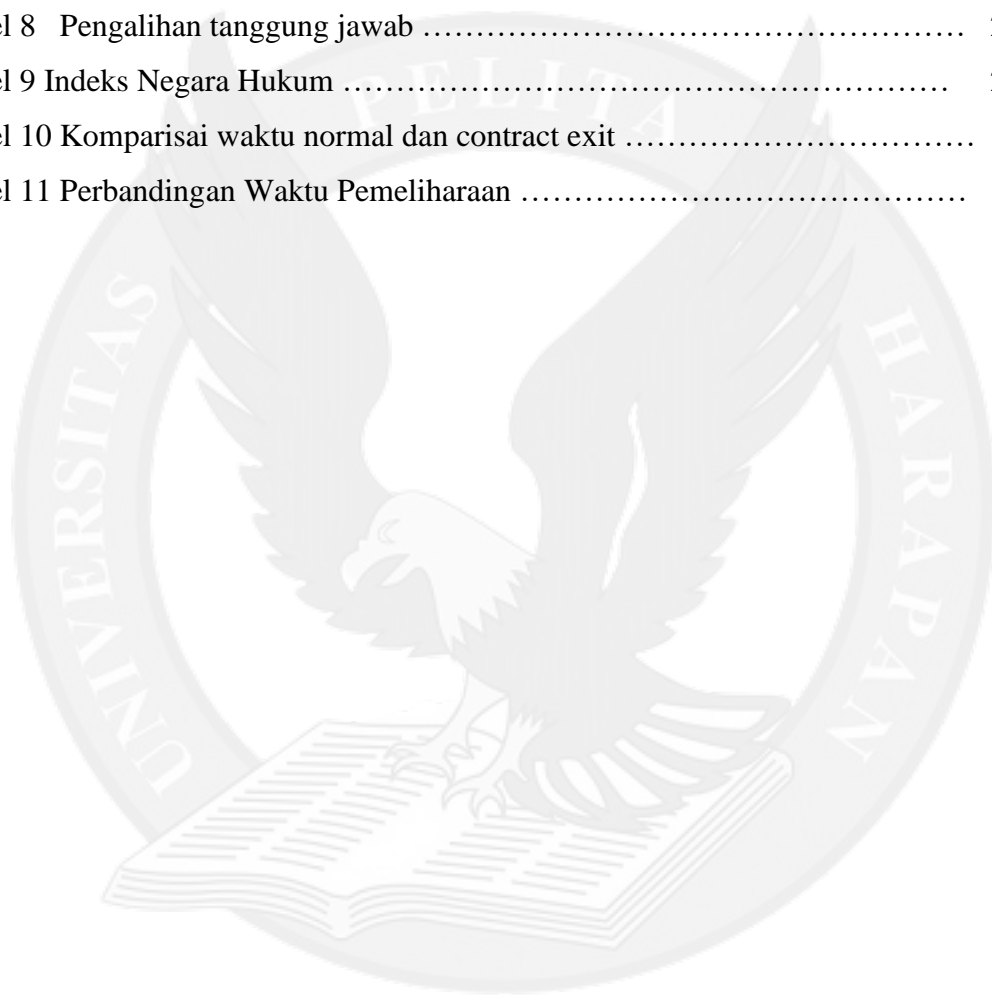 el 8 Pengalihan tanggung jawab ……………………………………………
el 9 Indeks Negara Hukum …………………………………………………
el 10 Komparisai waktu normal dan contract exit ……………………………
el 11 Perbandingan Waktu Pemeliharaan ……………………………………
UNIVERSITAS PELITA HARAPAN